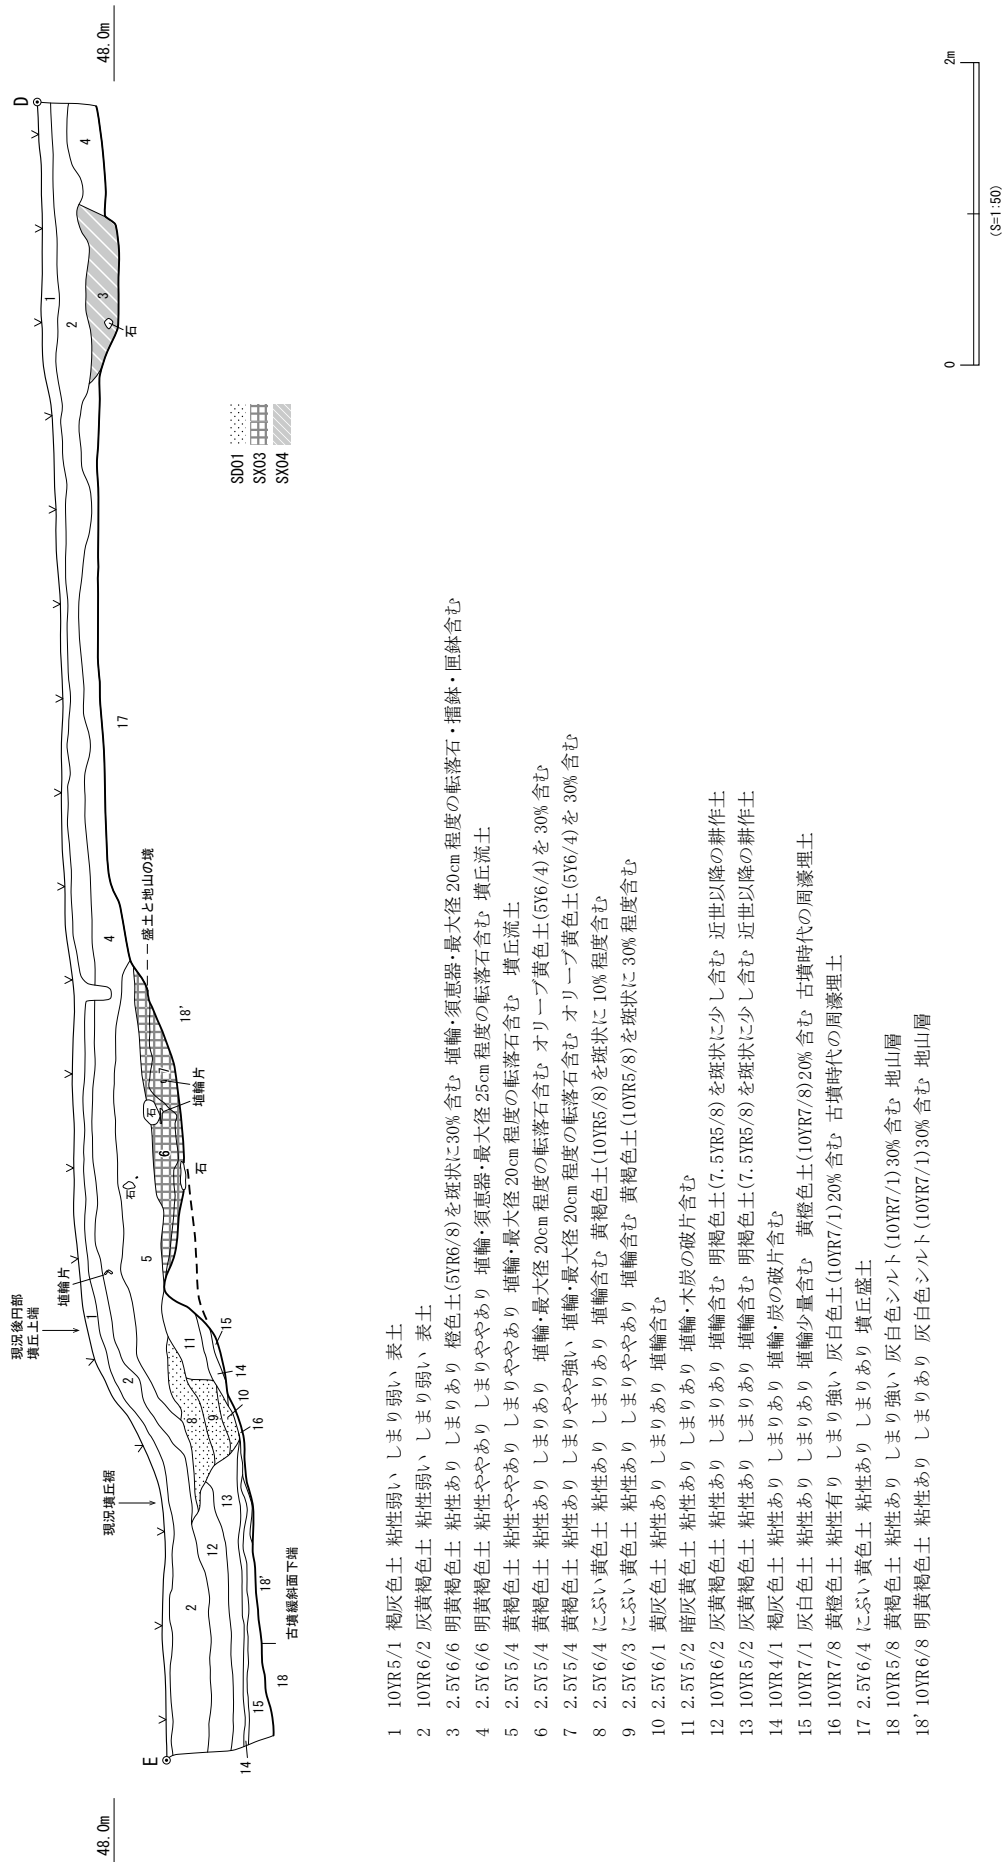 48.0m
D
48.0m
E
現況後円部
墳丘上端
現況墳丘裾
埴輪片
盛土と地山の境
埴輪片
石
石
石
石
古墳緩斜面下端
1
2
3
4
17
4
18'
7
6
5
1
2
11
8
9
15
14
10
16
13
12
2
18'
18
15
14
SD01
SX03
SX04
0
2m
(S=1:50)
1 10YR5/1 褐灰色土 粘性弱い しまり弱い 表土
2 10YR6/2 灰黄褐色土 粘性弱い しまり弱い 表土
3 2.5Y6/6 明黄褐色土 粘性あり しまりあり 橙色土(5YR6/8)を斑状に30%含む 埴輪・須恵器・最大径20cm程度の転落石・擂鉢・匣鉢含む
4 2.5Y6/6 明黄褐色土 粘性ややあり しまりややあり 埴輪・須恵器・最大径25cm程度の転落石含む 墳丘流土
5 2.5Y5/4 黄褐色土 粘性ややあり しまりややあり 埴輪・最大径20cm程度の転落石含む 墳丘流土
6 2.5Y5/4 黄褐色土 粘性あり しまりあり 埴輪・最大径20cm程度の転落石含む オリーブ黄色土(5Y6/4)を30%含む
7 2.5Y5/4 黄褐色土 粘性あり しまりやや強い 埴輪・最大径20cm程度の転落石含む オリーブ黄色土(5Y6/4)を30%含む
8 2.5Y6/4 にぶい黄色土 粘性あり しまりあり 埴輪含む 黄褐色土(10YR5/8)を斑状に10%程度含む
9 2.5Y6/3 にぶい黄色土 粘性あり しまりややあり 埴輪含む 黄褐色土(10YR5/8)を斑状に30%程度含む
10 2.5Y6/1 黄灰色土 粘性あり しまりあり 埴輪含む
11 2.5Y5/2 暗灰黄色土 粘性あり しまりあり 埴輪・木炭の破片含む
12 10YR6/2 灰黄褐色土 粘性あり しまりあり 埴輪含む 明褐色土(7.5YR5/8)を斑状に少し含む 近世以降の耕作土
13 10YR5/2 灰黄褐色土 粘性あり しまりあり 埴輪含む 明褐色土(7.5YR5/8)を斑状に少し含む 近世以降の耕作土
14 10YR4/1 褐灰色土 粘性あり しまりあり 埴輪・炭の破片含む
15 10YR7/1 灰白色土 粘性あり しまりあり 埴輪少量含む 黄橙色土(10YR7/8)20%含む 古墳時代の周濠埋土
16 10YR7/8 黄橙色土 粘性有り しまり強い 灰白色土(10YR7/1)20%含む 古墳時代の周濠埋土
17 2.5Y6/4 にぶい黄色土 粘性あり しまりあり 墳丘盛土
18 10YR5/8 黄褐色土 粘性あり しまり強い 灰白色シルト(10YR7/1)30%含む 地山層
18' 10YR6/8 明黄褐色土 粘性あり しまりあり 灰白色シルト(10YR7/1)30%含む 地山層